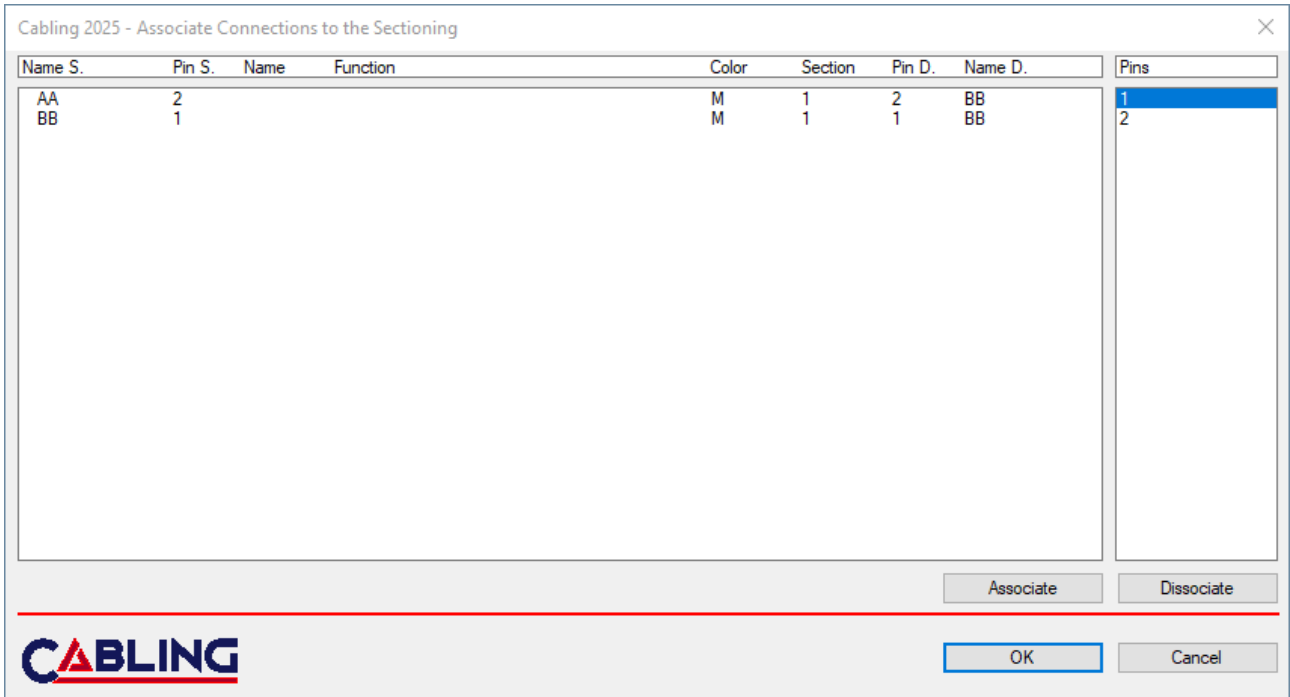 Cabling 2025 - Associate Connections to the Sectioning
Name S. Pin S. Name Function Color Section Pin D. Name D. Pins
AA 2 M 1 2 BB 1
BB 1 M 1 1 BB 2
Associate Dissociate
CABLING OK Cancel